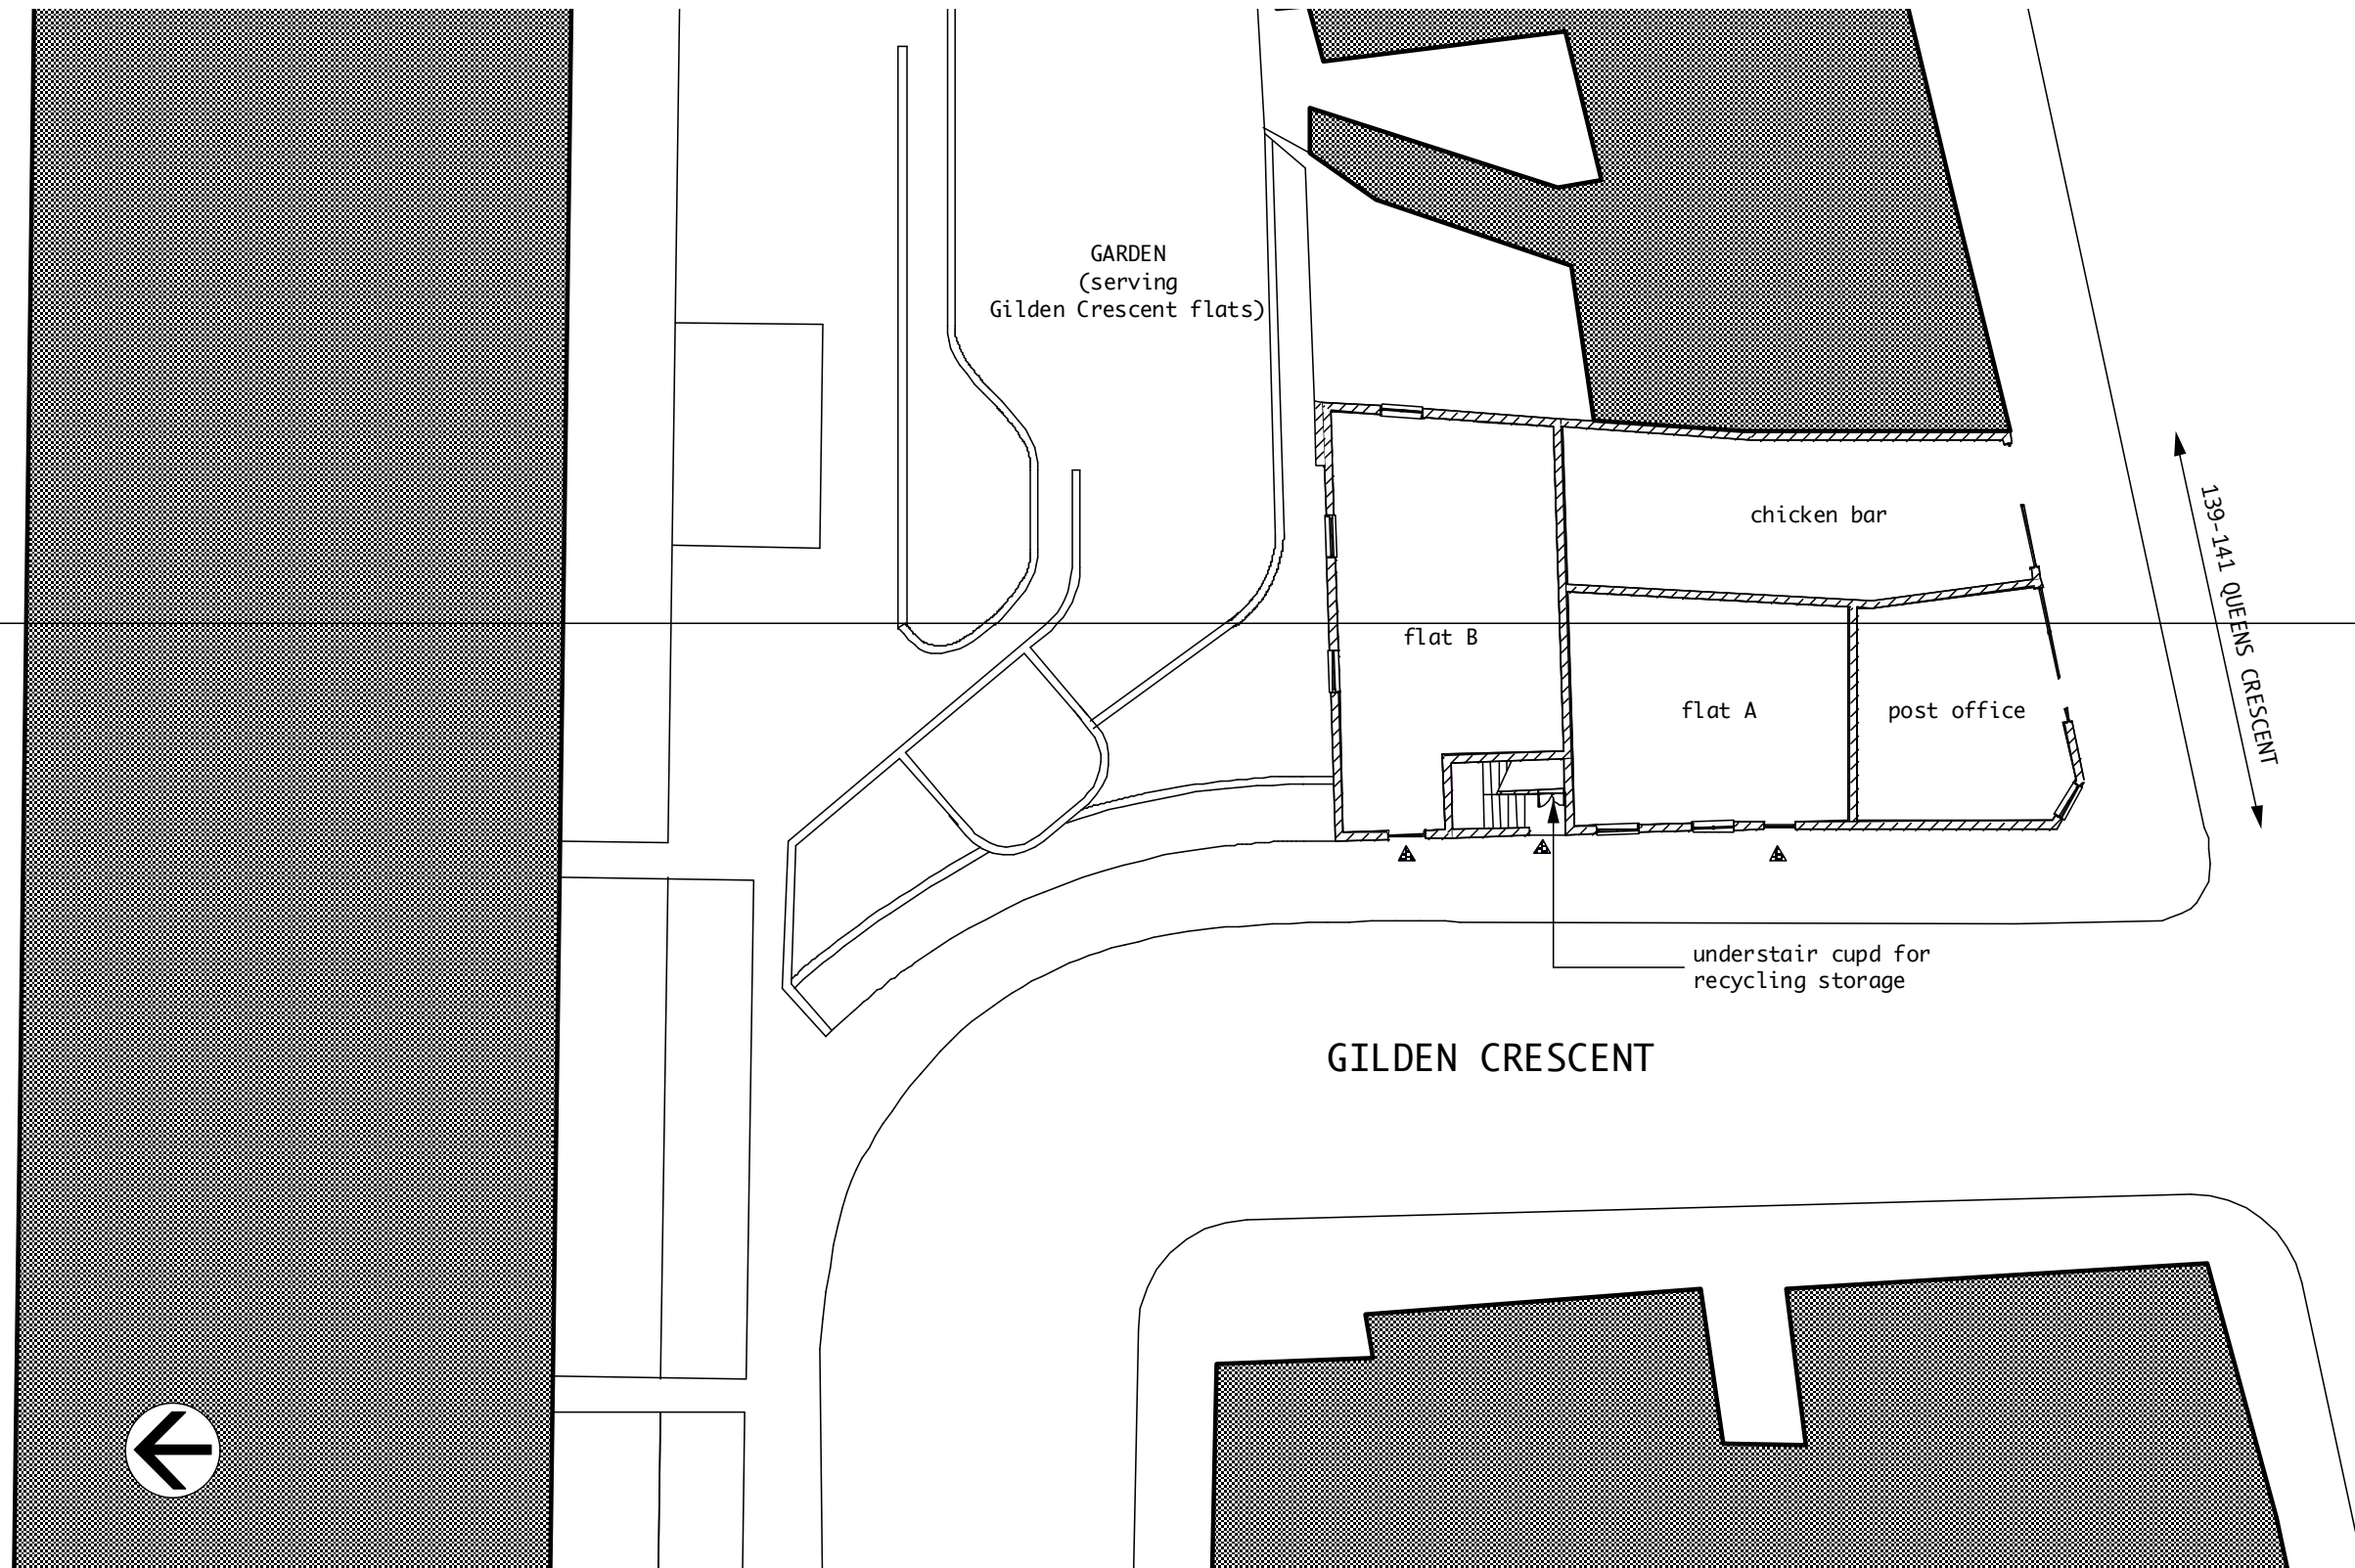 GARDEN
(serving
Gilden Crescent flats)
chicken bar
139-141 QUEENS CRESCENT
flat B
flat A
post office
understair cupd for
recycling storage
GILDEN CRESCENT